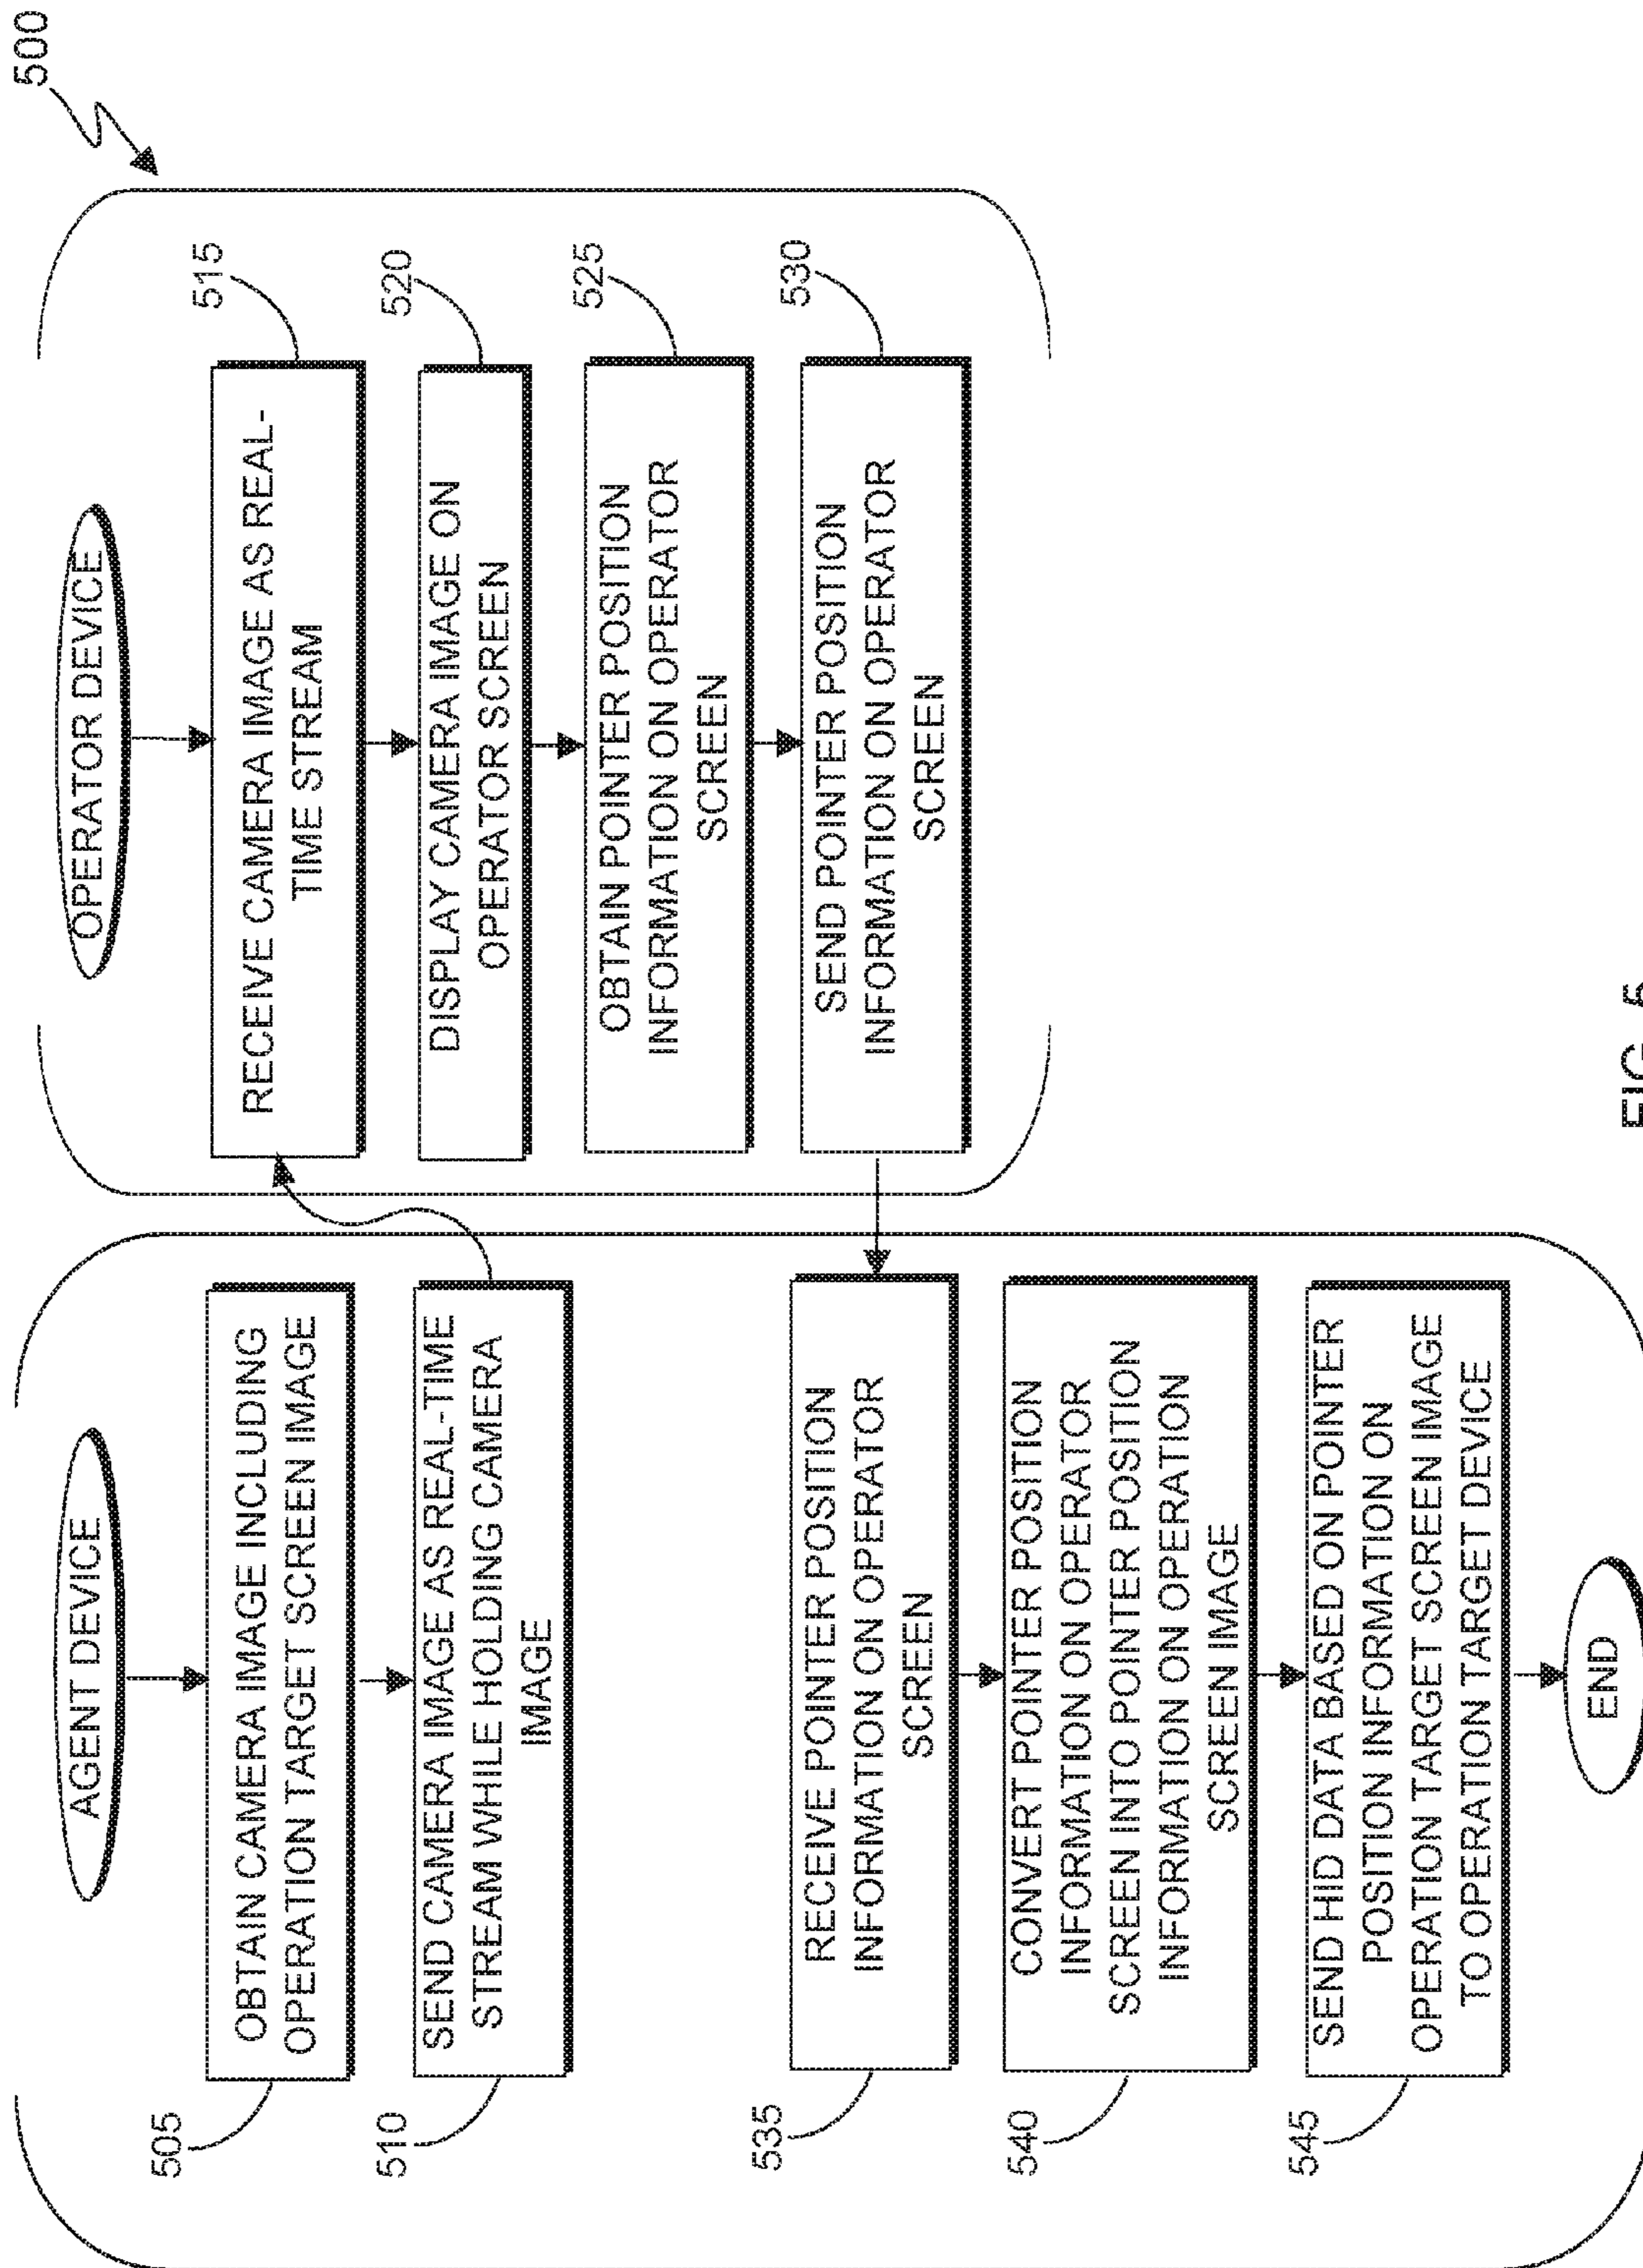 500
AGENT DEVICE
505
OBTAIN CAMERA IMAGE INCLUDING
OPERATION TARGET SCREEN IMAGE
510
SEND CAMERA IMAGE AS REAL-TIME
STREAM WHILE HOLDING CAMERA
IMAGE
OPERATOR DEVICE
515
RECEIVE CAMERA IMAGE AS REAL-
TIME STREAM
520
DISPLAY CAMERA IMAGE ON
OPERATOR SCREEN
525
OBTAIN POINTER POSITION
INFORMATION ON OPERATOR
SCREEN
530
SEND POINTER POSITION
INFORMATION ON OPERATOR
SCREEN
535
RECEIVE POINTER POSITION
INFORMATION ON OPERATOR
SCREEN
540
CONVERT POINTER POSITION
INFORMATION ON OPERATOR
SCREEN INTO POINTER POSITION
INFORMATION ON OPERATION
SCREEN IMAGE
545
SEND HID DATA BASED ON POINTER
POSITION INFORMATION ON
OPERATION TARGET SCREEN IMAGE
TO OPERATION TARGET DEVICE
END
FIG. 5